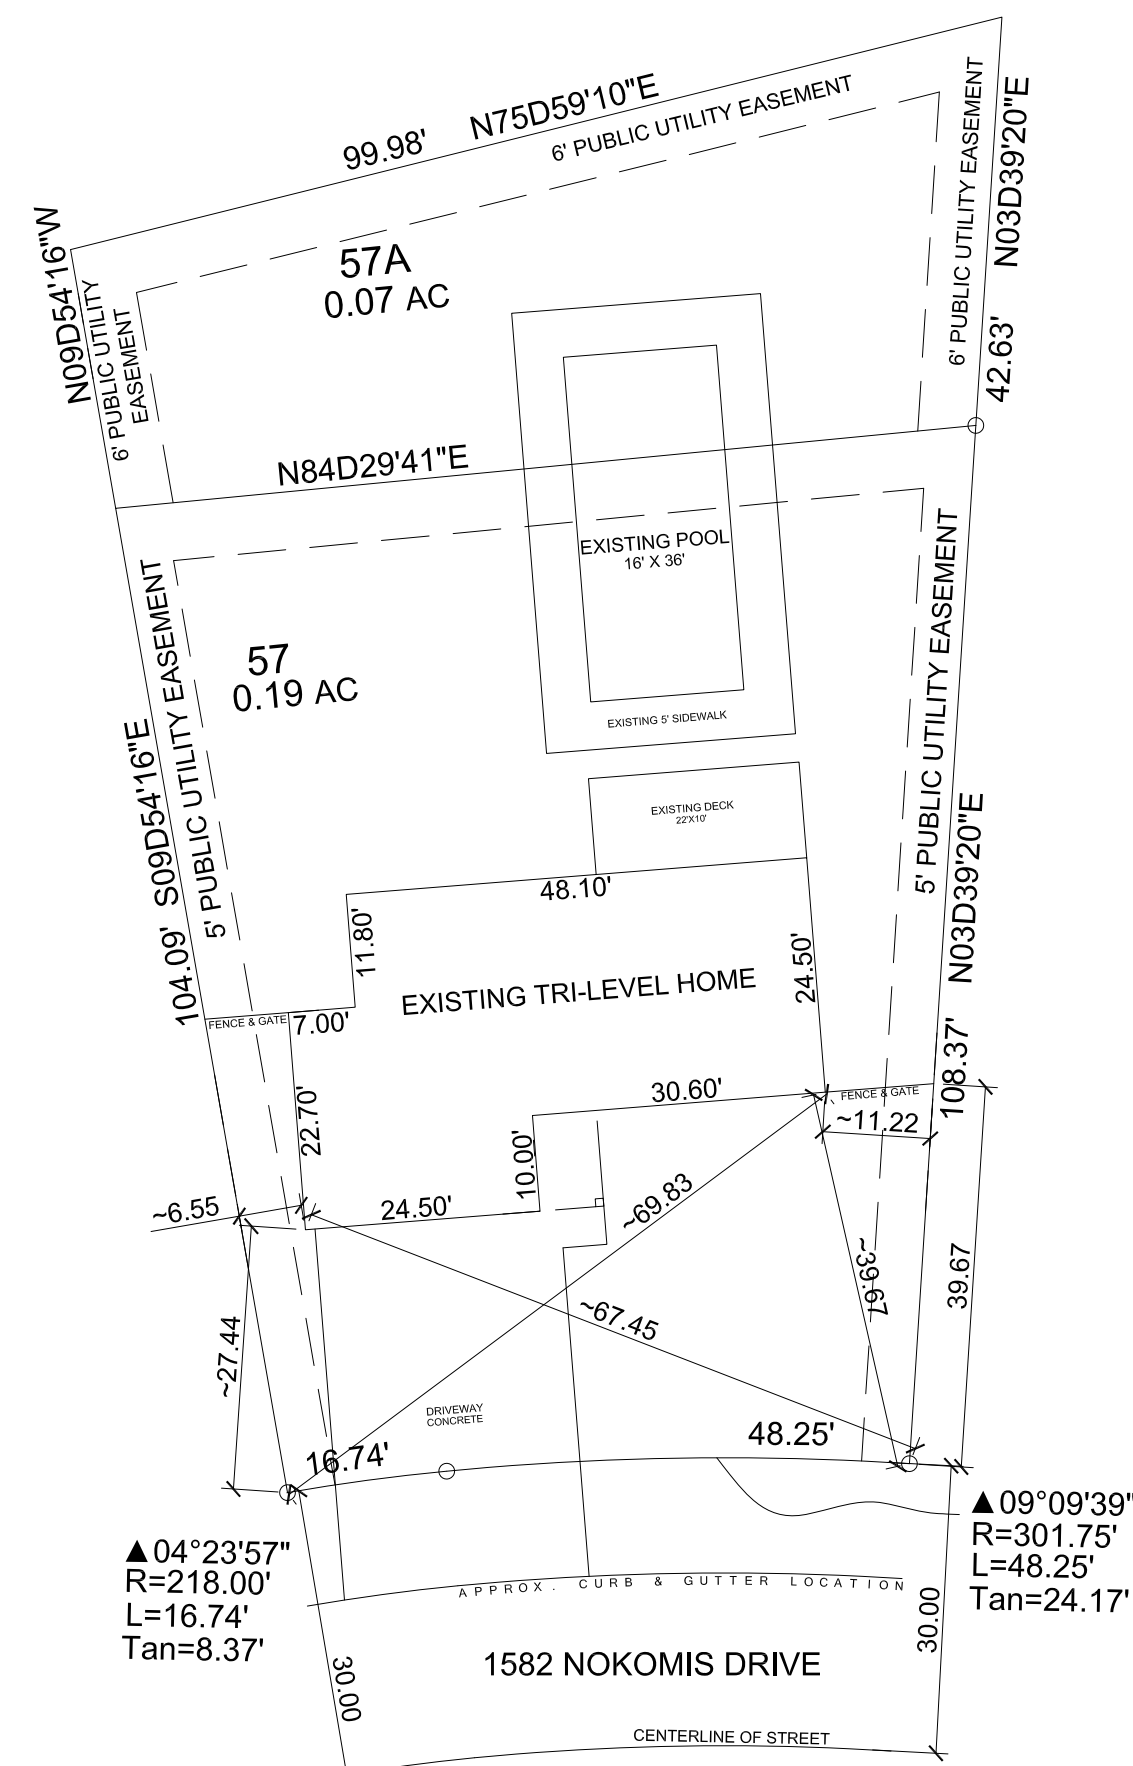 99.98' N75D59'10"E
6' PUBLIC UTILITY EASEMENT
6' PUBLIC UTILITY EASEMENT
N03D39'20"E
42.63'
N09D54'16"W
6' PUBLIC UTILITY
EASEMENT
57A
0.07 AC
N84D29'41"E
EXISTING POOL
16' X 36'
EXISTING 5' SIDEWALK
57
0.19 AC
5' PUBLIC UTILITY EASEMENT
104.09' S09D54'16"E
5' PUBLIC UTILITY EASEMENT
108.37' N03D39'20"E
EXISTING DECK
22'X10'
48.10'
11.80'
24.50'
EXISTING TRI-LEVEL HOME
FENCE & GATE
7.00'
22.70'
30.60'
10.00'
24.50'
FENCE & GATE
~11.22
~6.55
~69.83
~39.67
39.67
~67.45
~27.44
DRIVEWAY
CONCRETE
16.74'
48.25'
▲04°23'57"
R=218.00'
L=16.74'
Tan=8.37'
▲09°09'39"
R=301.75'
L=48.25'
Tan=24.17'
APPROX. CURB & GUTTER LOCATION
30.00
30.00
1582 NOKOMIS DRIVE
CENTERLINE OF STREET